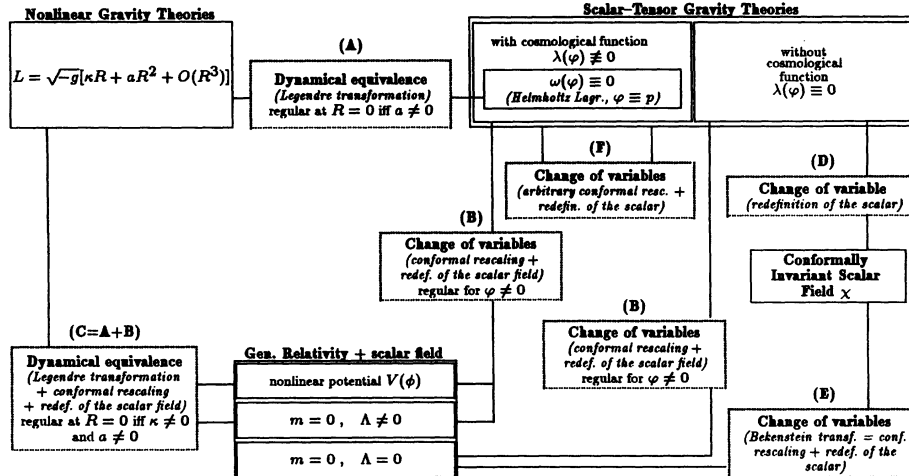 Nonlinear Gravity Theories
L = √−g[κR + aR² + O(R³)]
(A)
Dynamical equivalence
(Legendre transformation)
regular at R = 0 iff a ≠ 0
Scalar–Tensor Gravity Theories
with cosmological function
λ(φ) ≢ 0
ω(φ) ≡ 0
(Helmholtz Lagr., φ ≡ p)
without
cosmological
function
λ(φ) ≡ 0
(F)
Change of variables
(arbitrary conformal resc. +
redefin. of the scalar)
(D)
Change of variable
(redefinition of the scalar)
(B)
Change of variables
(conformal rescaling +
redef. of the scalar field)
regular for φ ≠ 0
Conformally
Invariant Scalar
Field χ
(B)
Change of variables
(conformal rescaling +
redef. of the scalar field)
regular for φ ≠ 0
(C=A+B)
Dynamical equivalence
(Legendre transformation
+ conformal rescaling
+ redef. of the scalar field)
regular at R = 0 iff κ ≠ 0
and a ≠ 0
Gen. Relativity + scalar field
nonlinear potential V(ϕ)
m = 0 , Λ ≠ 0
m = 0 , Λ = 0
(E)
Change of variables
(Bekenstein transf. = conf.
rescaling + redef. of the
scalar)